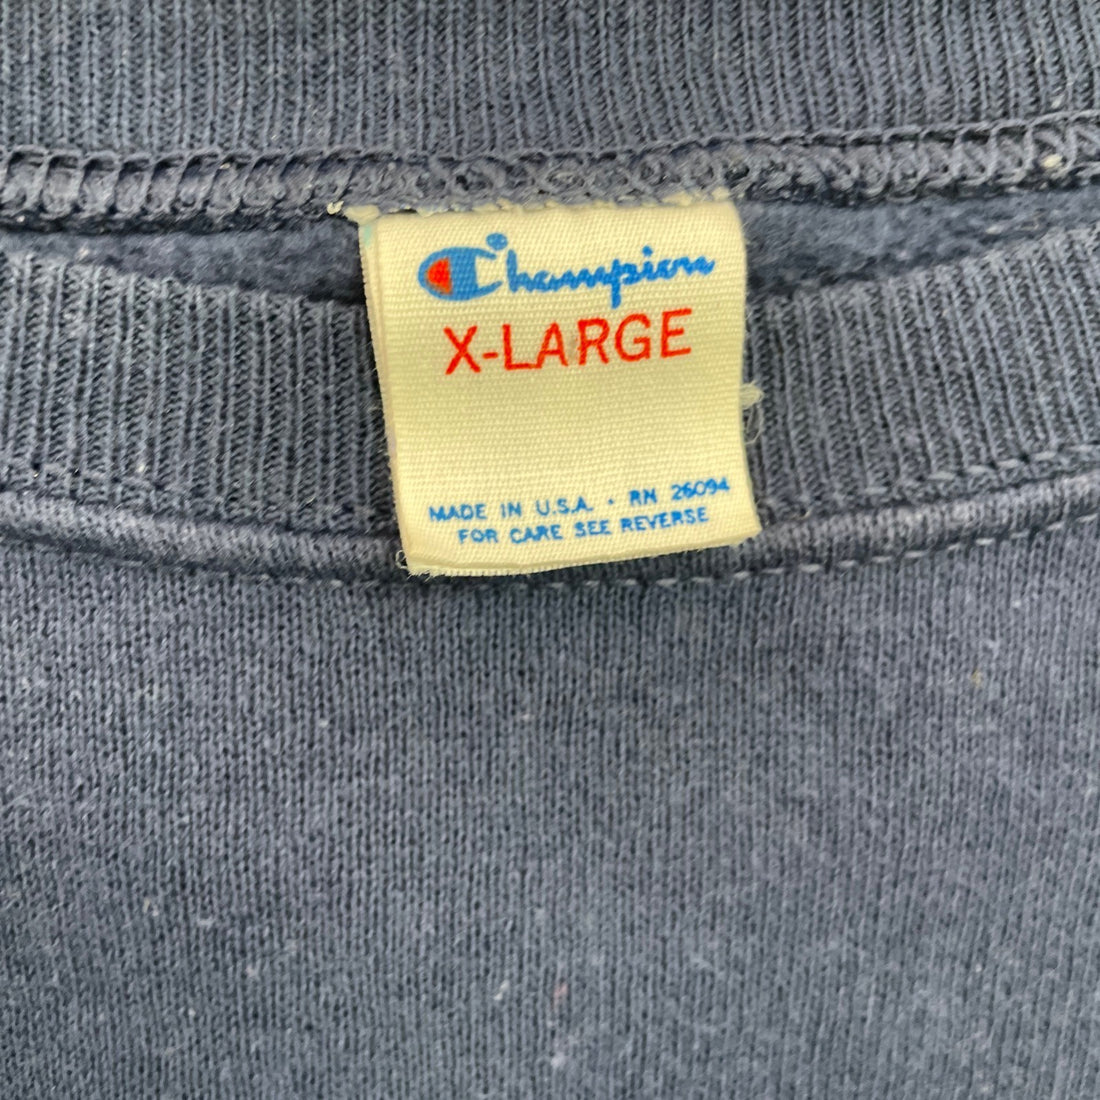 Champion
X-LARGE
MADE IN U.S.A. • RN 26094
FOR CARE SEE REVERSE